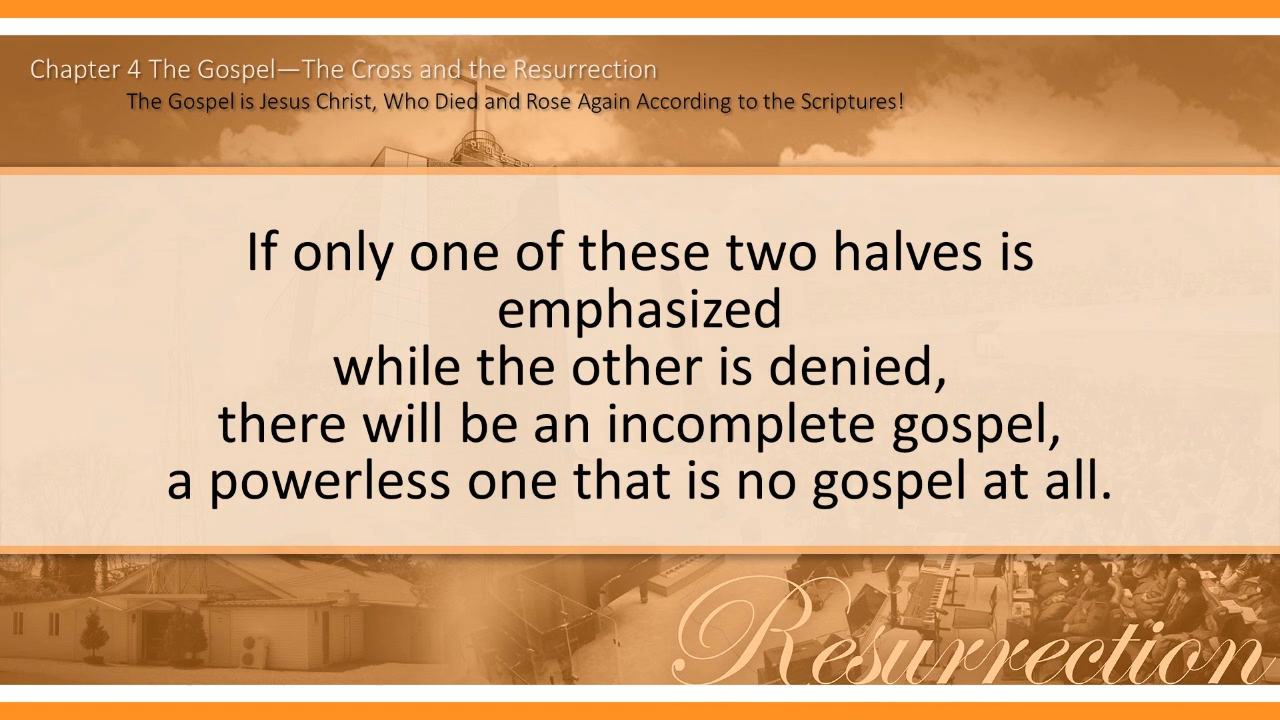 Chapter 4 The Gospel—The Cross and the Resurrection
The Gospel is Jesus Christ, Who Died and Rose Again According to the Scriptures!
If only one of these two halves is
emphasized
while the other is denied,
there will be an incomplete gospel,
a powerless one that is no gospel at all.
Resurrection